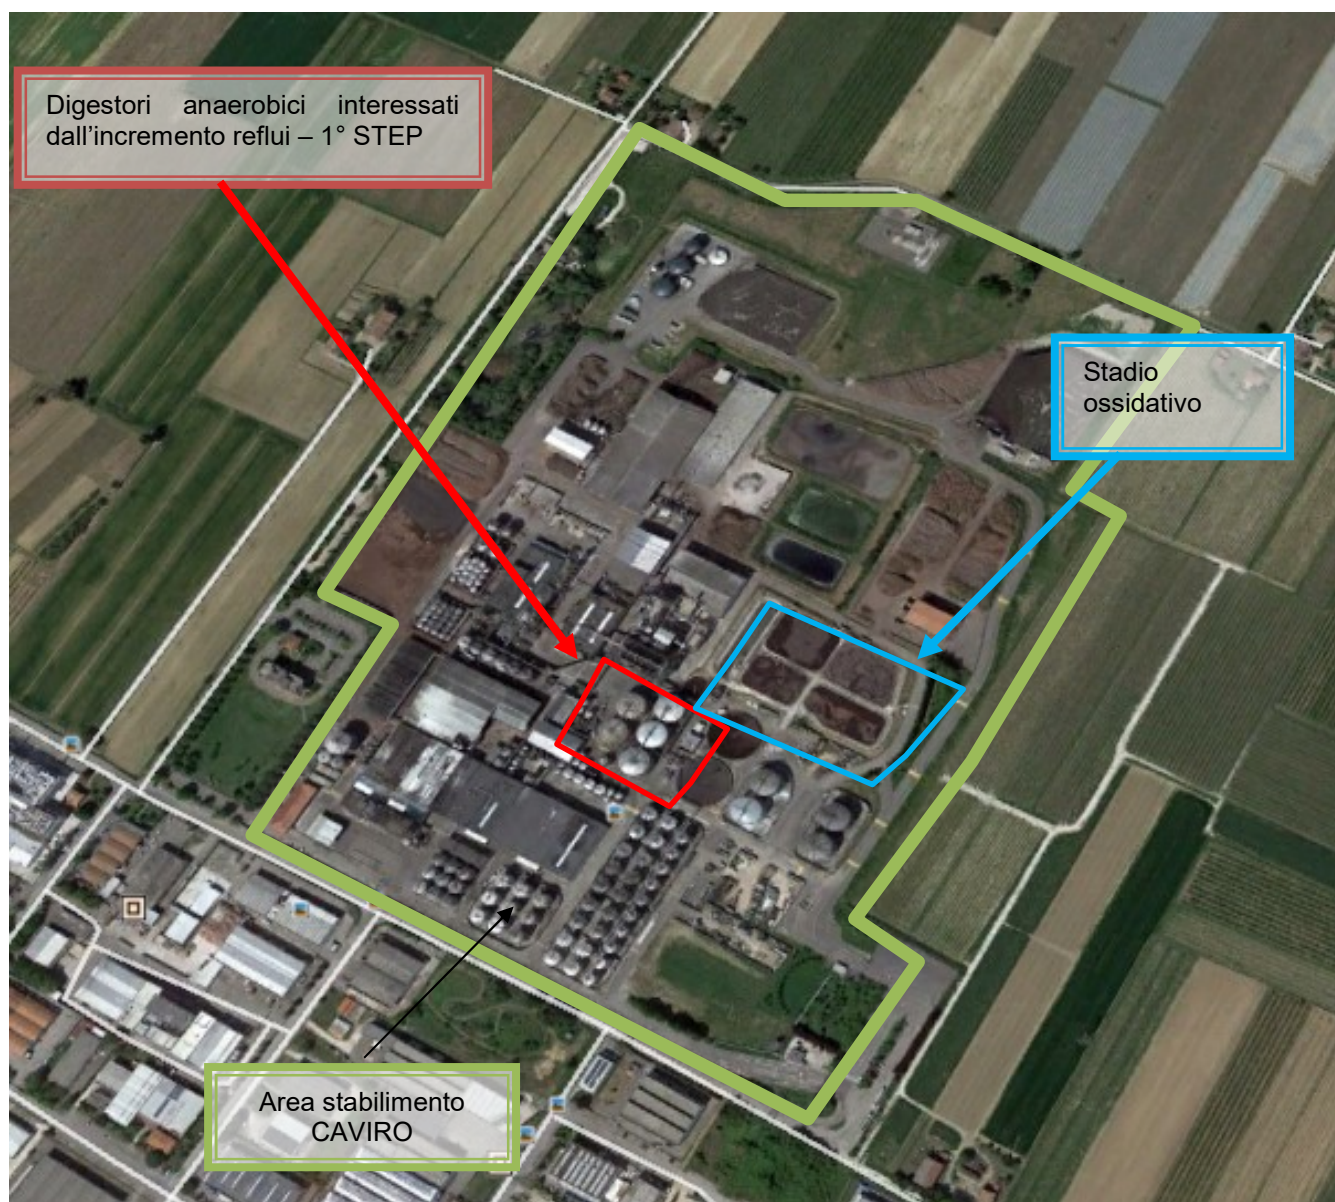 Digestori anaerobici interessati
dall'incremento reflui – 1° STEP
Stadio
ossidativo
Area stabilimento
CAVIRO